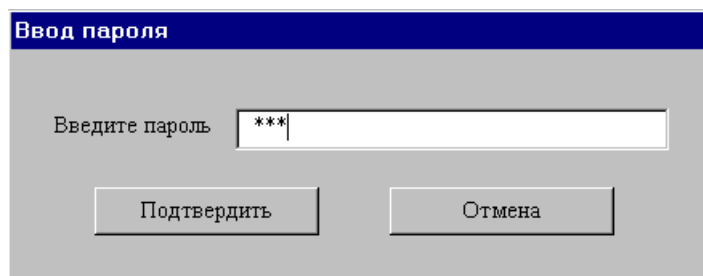 Ввод пароля
Введите пароль ***
Подтвердить Отмена